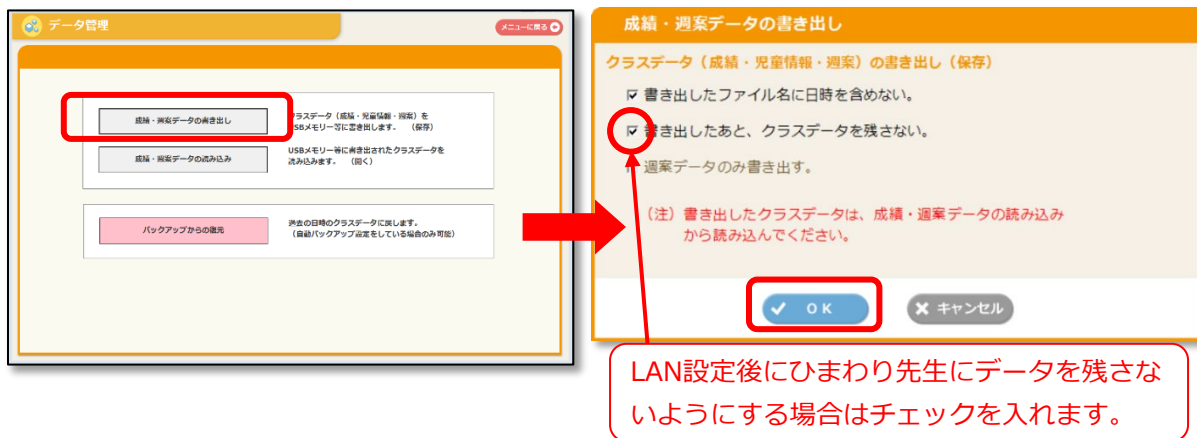 データ管理
メニューに戻る
成績・週案データの書き出し
クラスデータ（成績・児童情報・週案）を
USBメモリー等に書き出します。　（保存）
成績・週案データの読み込み
USBメモリー等に書き出されたクラスデータを
読み込みます。　（開く）
バックアップからの復元
過去の日時のクラスデータに戻します。
（自動バックアップ設定をしている場合のみ可能）
成績・週案データの書き出し
クラスデータ（成績・児童情報・週案）の書き出し（保存）
書き出したファイル名に日時を含めない。
書き出したあと、クラスデータを残さない。
週案データのみ書き出す。
（注）書き出したクラスデータは、成績・週案データの読み込み
から読み込んでください。
ＯＫ
キャンセル
LAN設定後にひまわり先生にデータを残さな
いようにする場合はチェックを入れます。